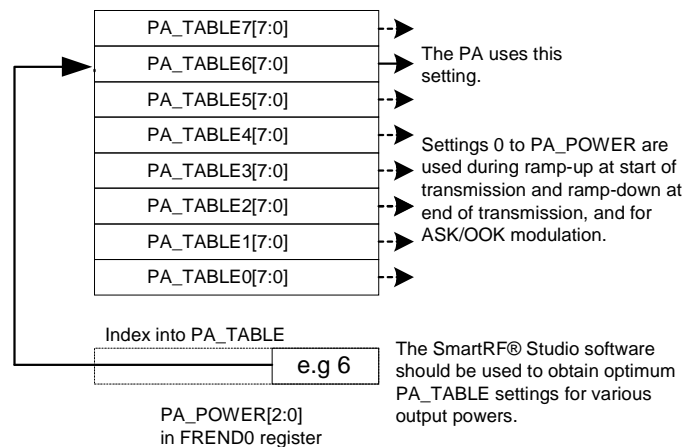 PA_TABLE7[7:0]
PA_TABLE6[7:0]
PA_TABLE5[7:0]
PA_TABLE4[7:0]
PA_TABLE3[7:0]
PA_TABLE2[7:0]
PA_TABLE1[7:0]
PA_TABLE0[7:0]
The PA uses this
setting.
Settings 0 to PA_POWER are
used during ramp-up at start of
transmission and ramp-down at
end of transmission, and for
ASK/OOK modulation.
Index into PA_TABLE
e.g 6
PA_POWER[2:0]
in FREND0 register
The SmartRF® Studio software
should be used to obtain optimum
PA_TABLE settings for various
output powers.